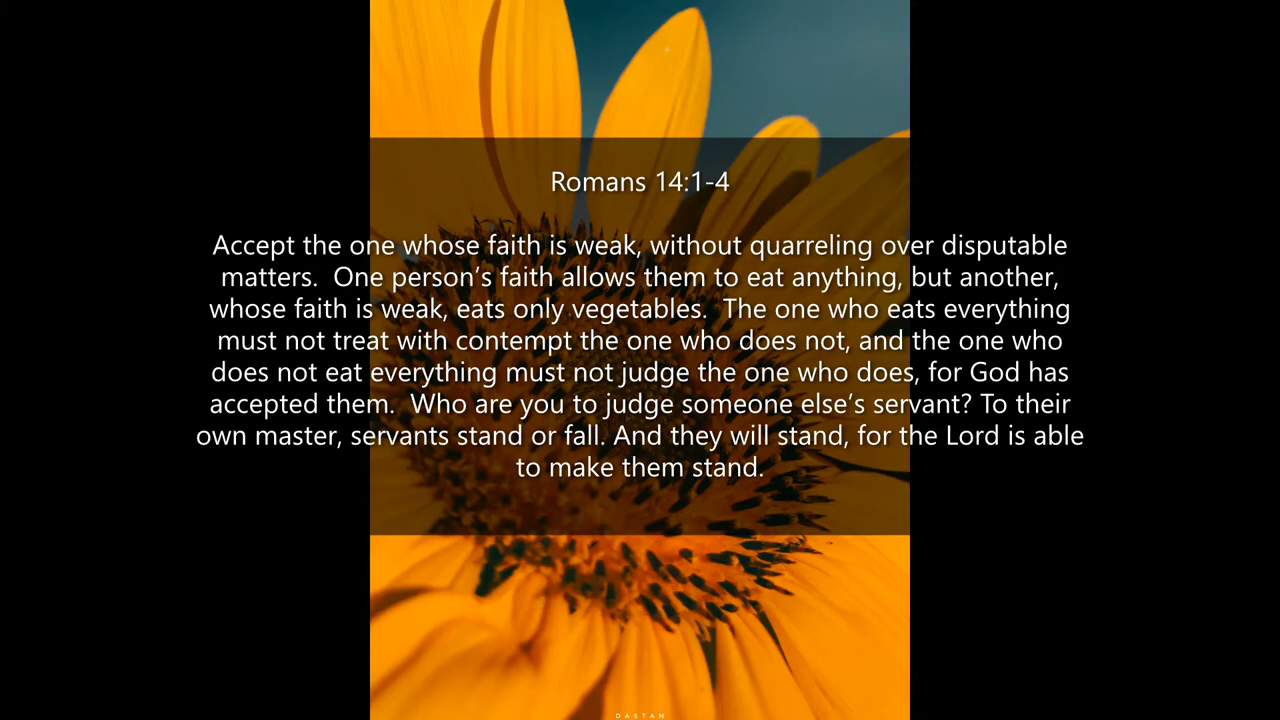 Romans 14:1-4
Accept the one whose faith is weak, without quarreling over disputable
matters.  One person’s faith allows them to eat anything, but another,
whose faith is weak, eats only vegetables.  The one who eats everything
must not treat with contempt the one who does not, and the one who
does not eat everything must not judge the one who does, for God has
accepted them.  Who are you to judge someone else’s servant? To their
own master, servants stand or fall. And they will stand, for the Lord is able
to make them stand.
DASTAN